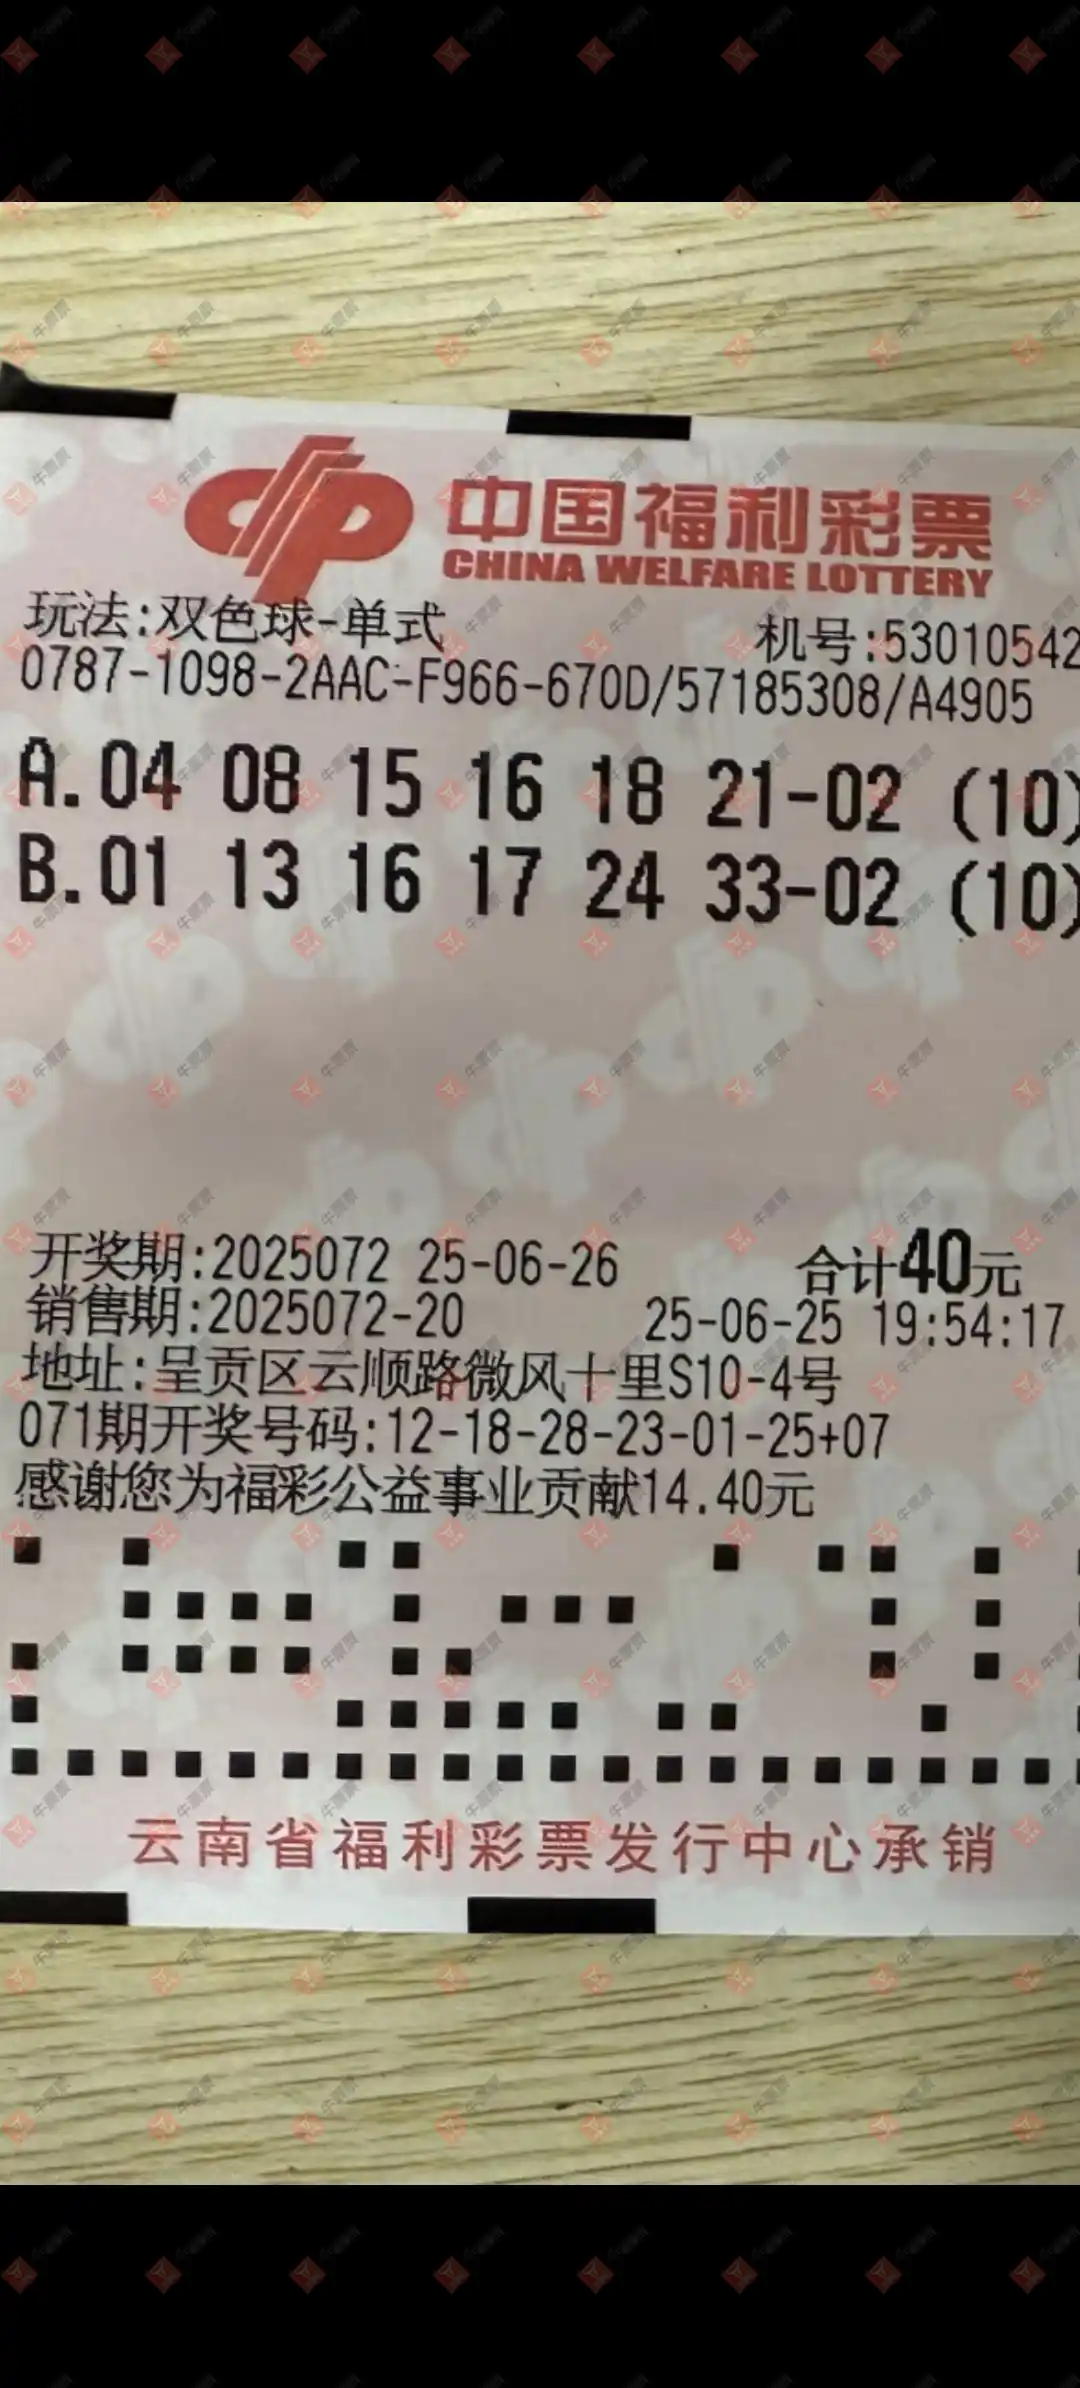 中国福利彩票
CHINA WELFARE LOTTERY
玩法:双色球-单式 机号:53010542
0787-1098-2AAC-F966-670D/57185308/A4905
A.04 08 15 16 18 21-02 (10)
B.01 13 16 17 24 33-02 (10)
开奖期:2025072 25-06-26 合计40元
销售期:2025072-20 25-06-25 19:54:17
地址:呈贡区云顺路微风十里S10-4号
071期开奖号码:12-18-28-23-01-25+07
感谢您为福彩公益事业贡献14.40元
云南省福利彩票发行中心承销